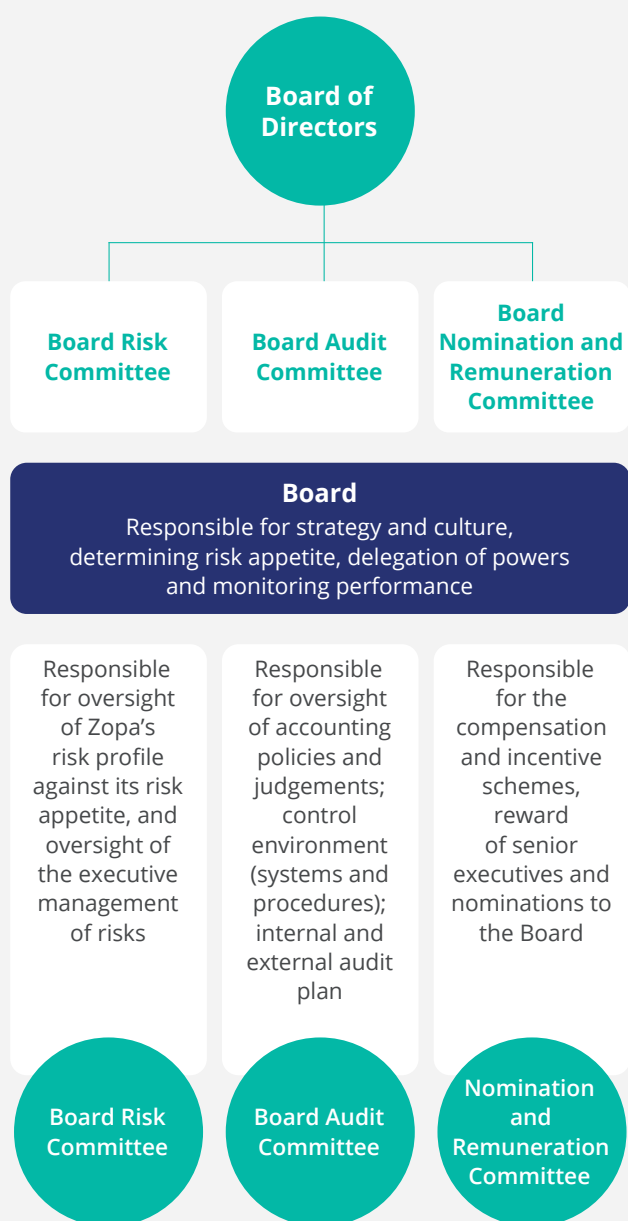 Board of
Directors
Board Risk
Committee
Board Audit
Committee
Board
Nomination and
Remuneration
Committee
Board
Responsible for strategy and culture,
determining risk appetite, delegation of powers
and monitoring performance
Responsible
for oversight
of Zopa’s
risk profile
against its risk
appetite, and
oversight of
the executive
management
of risks
Responsible
for oversight
of accounting
policies and
judgements;
control
environment
(systems and
procedures);
internal and
external audit
plan
Responsible
for the
compensation
and incentive
schemes,
reward
of senior
executives and
nominations to
the Board
Board Risk
Committee
Board Audit
Committee
Nomination
and
Remuneration
Committee